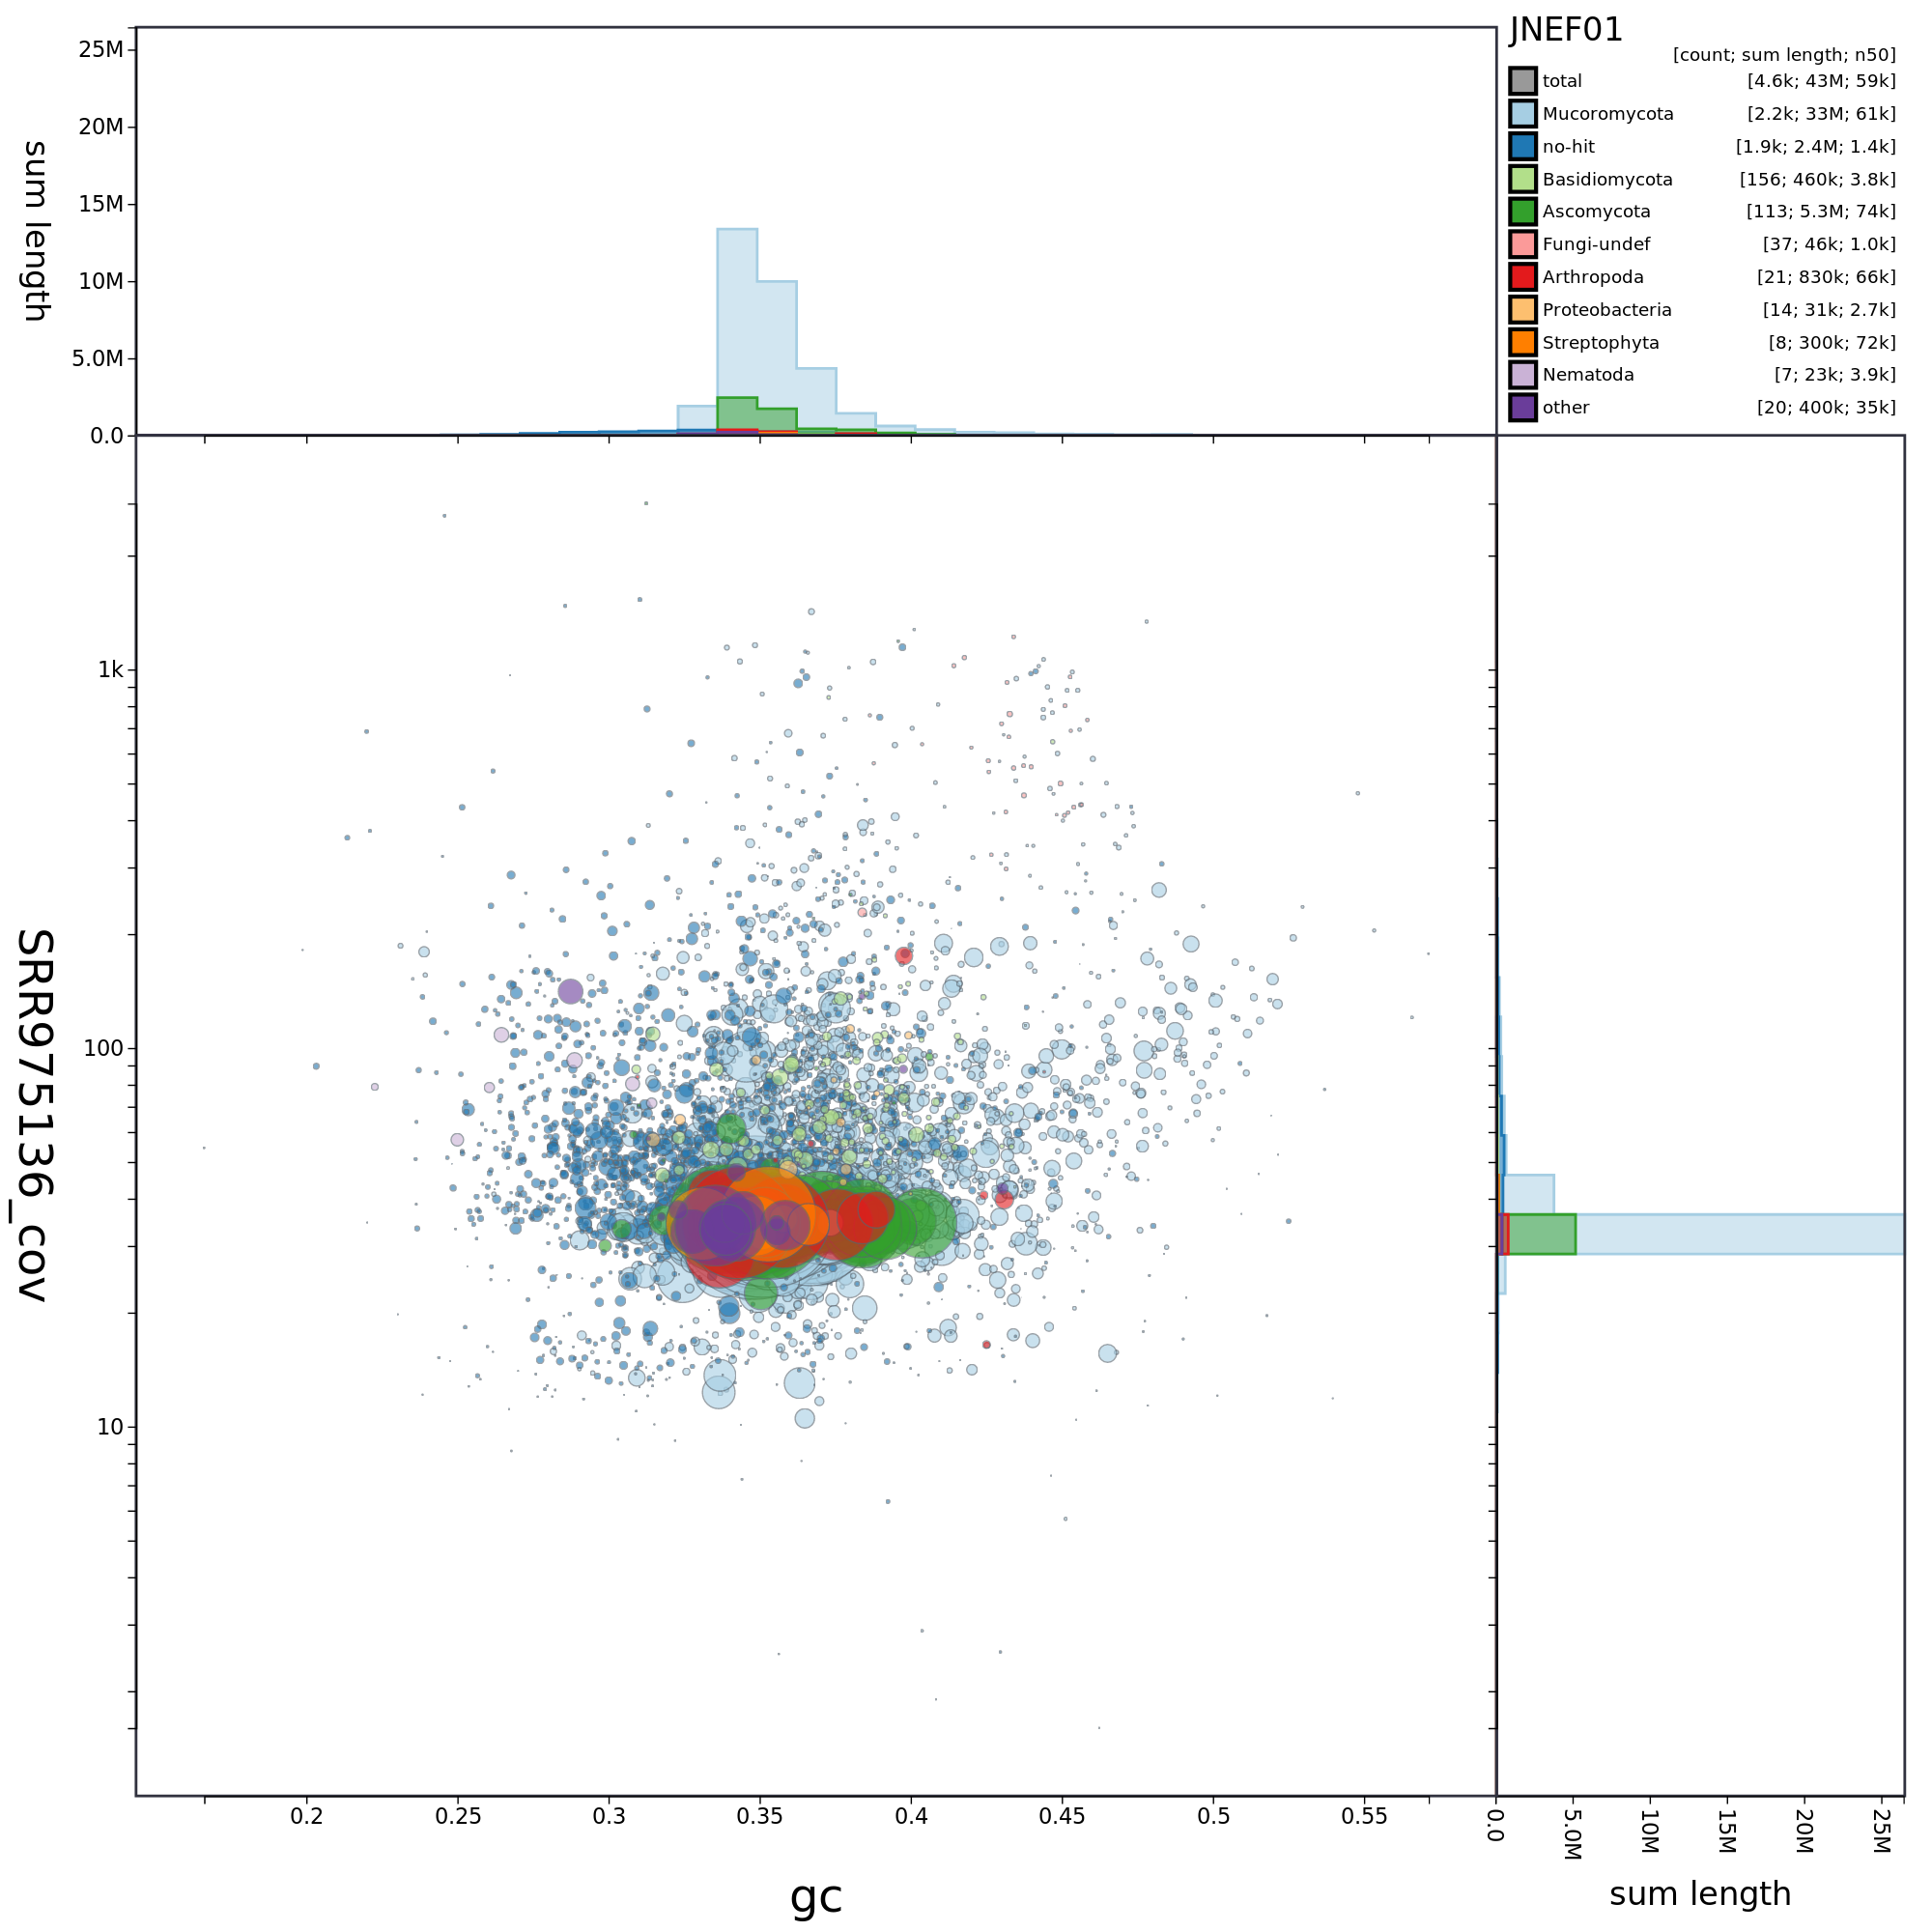 JNEF01
[count; sum length; n50]
total [4.6k; 43M; 59k]
Mucoromycota [2.2k; 33M; 61k]
no-hit [1.9k; 2.4M; 1.4k]
Basidiomycota [156; 460k; 3.8k]
Ascomycota [113; 5.3M; 74k]
Fungi-undef [37; 46k; 1.0k]
Arthropoda [21; 830k; 66k]
Proteobacteria [14; 31k; 2.7k]
Streptophyta [8; 300k; 72k]
Nematoda [7; 23k; 3.9k]
other [20; 400k; 35k]
sum length
25M
20M
15M
10M
5.0M
0.0
SRR975136_cov
1k
100
10
0.2 0.25 0.3 0.35 0.4 0.45 0.5 0.55
gc
0.0 5.0M 10M 15M 20M 25M
sum length